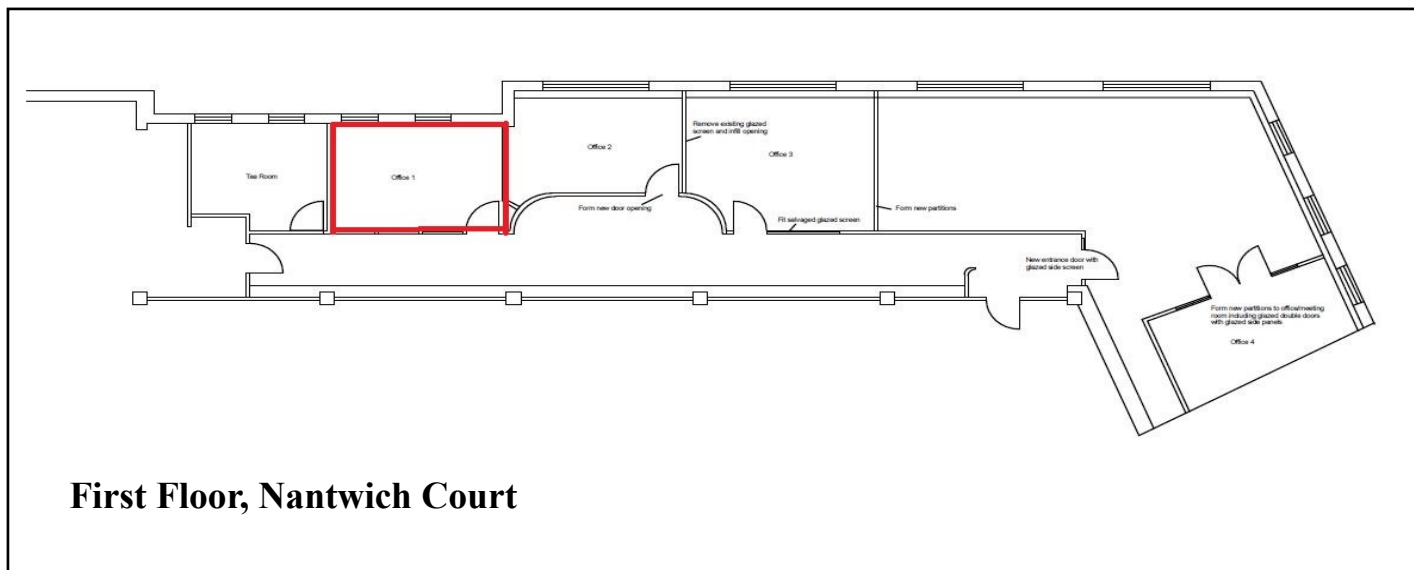 Remove existing glazed
screen and infill opening
Office 2
Office 3
Tea Room
Office 1
Form new door opening
Form new partitions
Fit salvaged glazed screen
New entrance door with
glazed side screen
Form new partitions to office/meeting
room including glazed double doors
with glazed side panels
Office 4
First Floor, Nantwich Court